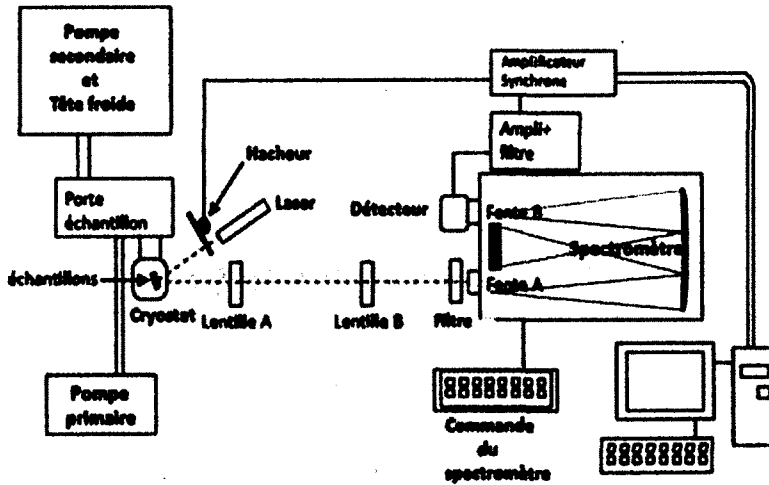 Pompe
secondaire
et
Tête froide
Amplificateur
Synchrone
Ampli+
filtre
Hacheur
Laser
Porte
échantillon
Détecteur
Fente B
Spectromètre
échantillons
Fente A
Cryostat
Lentille A
Lentille B
Filtre
Pompe
primaire
Commande
du
spectromètre